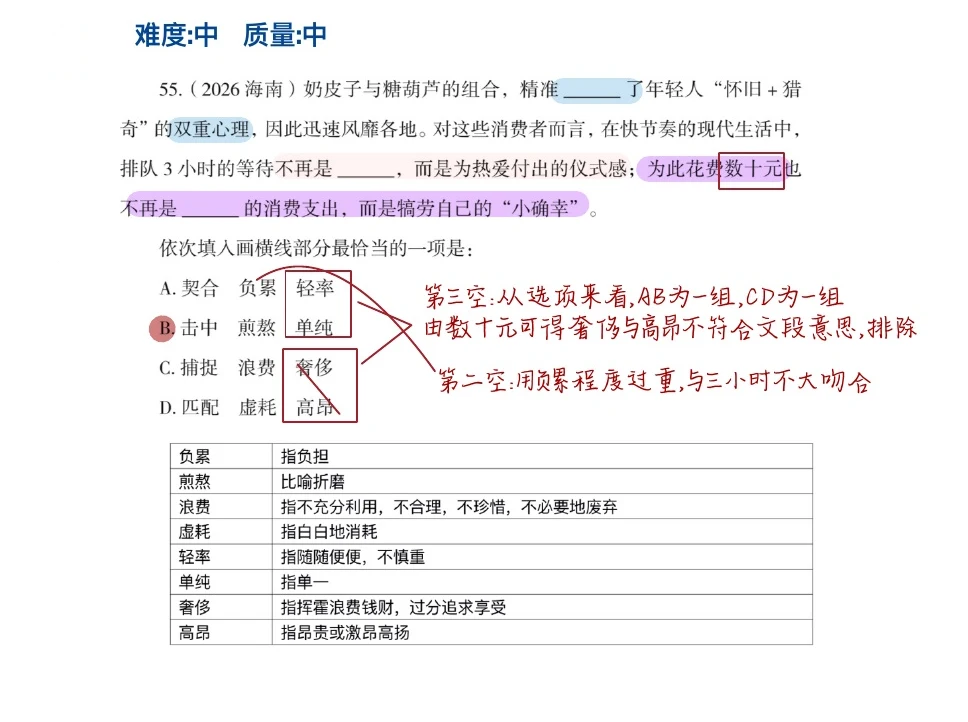 难度:中 质量:中
55.(2026 海南)奶皮子与糖葫芦的组合，精准______了年轻人“怀旧+猎
奇”的双重心理，因此迅速风靡各地。对这些消费者而言，在快节奏的现代生活中，
排队 3 小时的等待不再是______，而是为热爱付出的仪式感；为此花费数十元也
不再是______的消费支出，而是犒劳自己的“小确幸”。
依次填入画横线部分最恰当的一项是：
A. 契合 负累 轻率
B. 击中 煎熬 单纯
C. 捕捉 浪费 奢侈
D. 匹配 虚耗 高昂
第三空:从选项来看,AB为一组,CD为一组
由数十元可得奢侈与高昂不符合文段意思,排除
第二空:用负累程度过重,与三小时不大吻合
负累 指负担
煎熬 比喻折磨
浪费 指不充分利用，不合理，不珍惜，不必要地废弃
虚耗 指白白地消耗
轻率 指随随便便，不慎重
单纯 指单一
奢侈 指挥霍浪费钱财，过分追求享受
高昂 指昂贵或激昂高扬